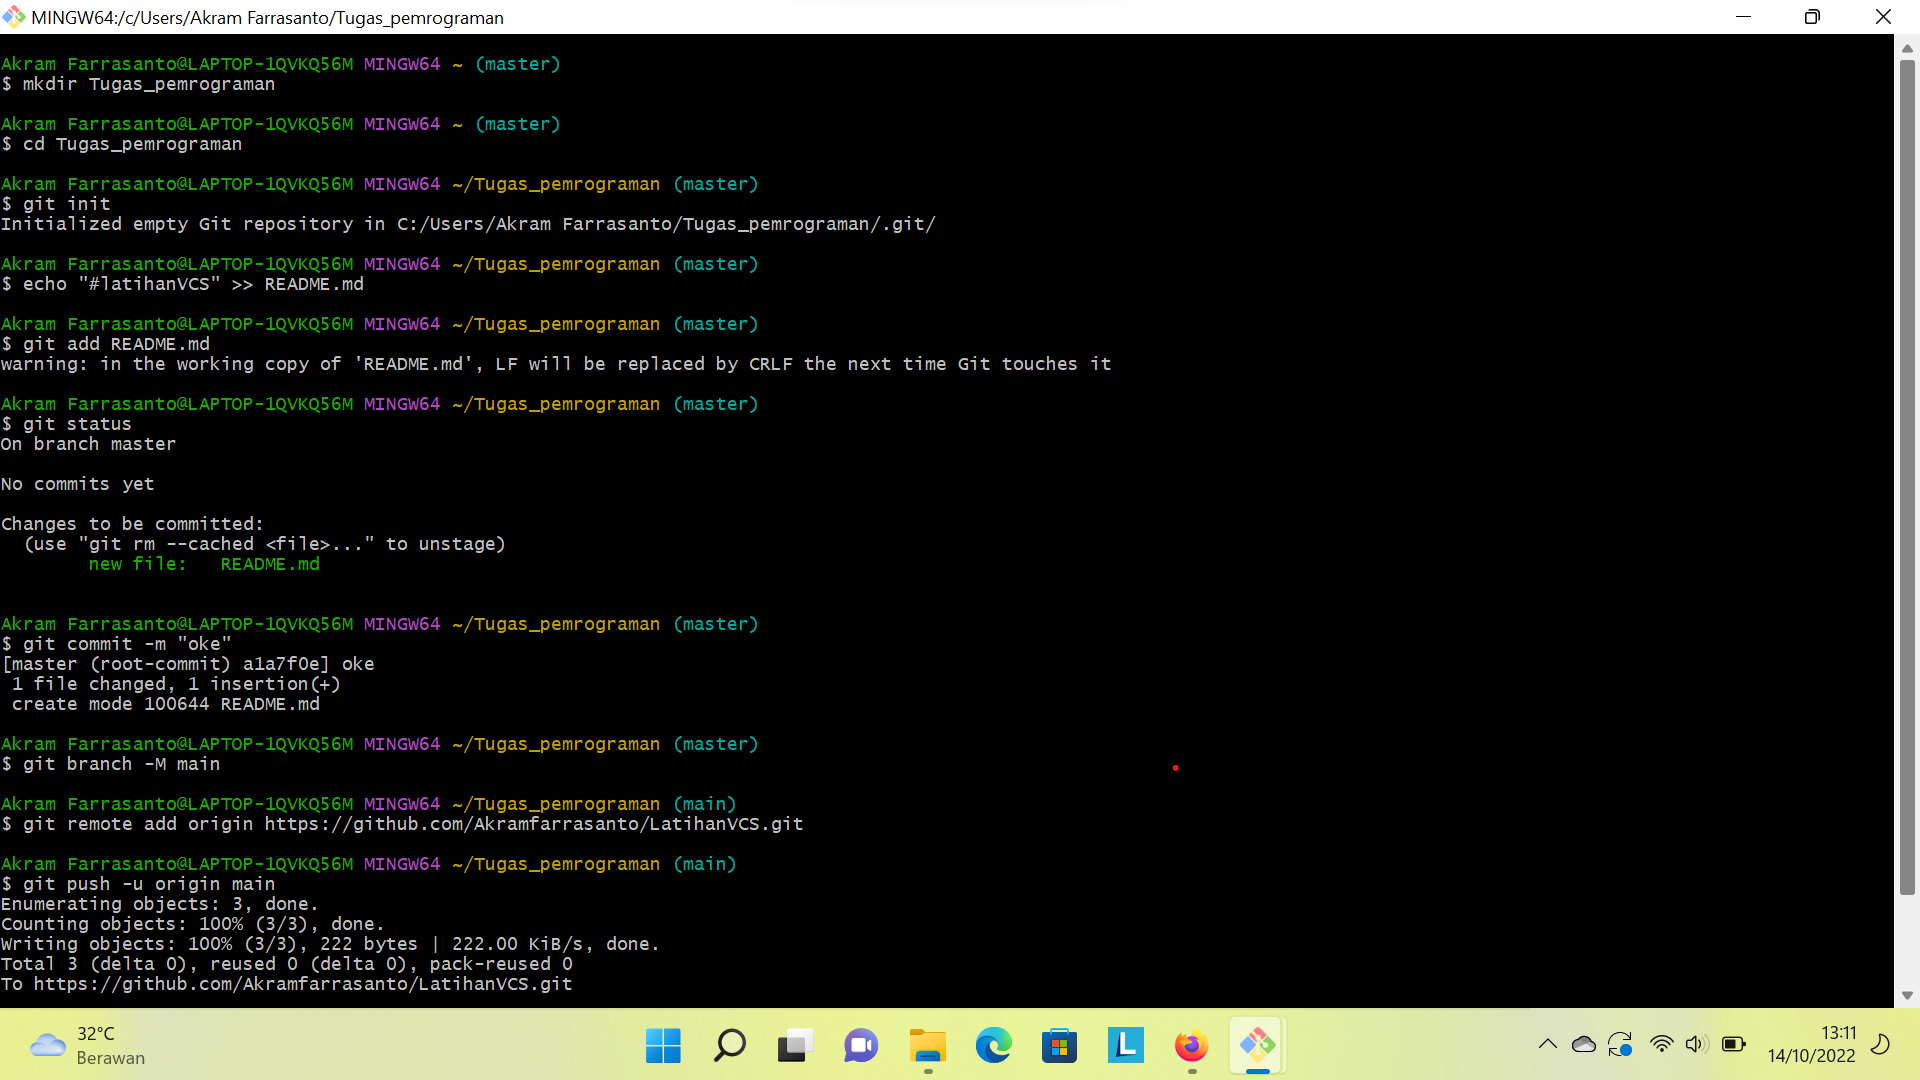 MINGW64:/c/Users/Akram Farrasanto/Tugas_pemrograman
Akram Farrasanto@LAPTOP-1QVKQ56M MINGW64 ~ (master)
$ mkdir Tugas_pemrograman
Akram Farrasanto@LAPTOP-1QVKQ56M MINGW64 ~ (master)
$ cd Tugas_pemrograman
Akram Farrasanto@LAPTOP-1QVKQ56M MINGW64 ~/Tugas_pemrograman (master)
$ git init
Initialized empty Git repository in C:/Users/Akram Farrasanto/Tugas_pemrograman/.git/
Akram Farrasanto@LAPTOP-1QVKQ56M MINGW64 ~/Tugas_pemrograman (master)
$ echo "#latihanVCS" >> README.md
Akram Farrasanto@LAPTOP-1QVKQ56M MINGW64 ~/Tugas_pemrograman (master)
$ git add README.md
warning: in the working copy of 'README.md', LF will be replaced by CRLF the next time Git touches it
Akram Farrasanto@LAPTOP-1QVKQ56M MINGW64 ~/Tugas_pemrograman (master)
$ git status
On branch master
No commits yet
Changes to be committed:
  (use "git rm --cached <file>..." to unstage)
        new file:   README.md
Akram Farrasanto@LAPTOP-1QVKQ56M MINGW64 ~/Tugas_pemrograman (master)
$ git commit -m "oke"
[master (root-commit) a1a7f0e] oke
 1 file changed, 1 insertion(+)
 create mode 100644 README.md
Akram Farrasanto@LAPTOP-1QVKQ56M MINGW64 ~/Tugas_pemrograman (master)
$ git branch -M main
Akram Farrasanto@LAPTOP-1QVKQ56M MINGW64 ~/Tugas_pemrograman (main)
$ git remote add origin https://github.com/Akramfarrasanto/LatihanVCS.git
Akram Farrasanto@LAPTOP-1QVKQ56M MINGW64 ~/Tugas_pemrograman (main)
$ git push -u origin main
Enumerating objects: 3, done.
Counting objects: 100% (3/3), done.
Writing objects: 100% (3/3), 222 bytes | 222.00 KiB/s, done.
Total 3 (delta 0), reused 0 (delta 0), pack-reused 0
To https://github.com/Akramfarrasanto/LatihanVCS.git
32°C
Berawan
L
13:11
14/10/2022